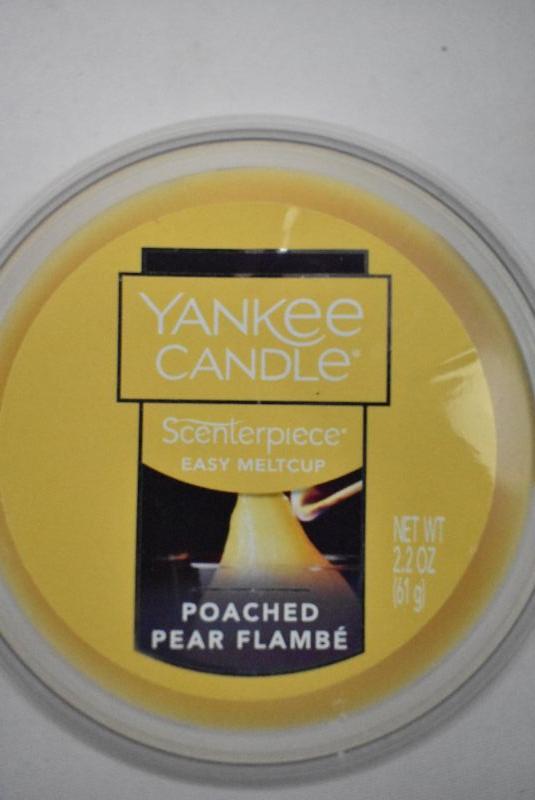 YANKEE
CANDLE®
Scenterpiece®
EASY MELTCUP
NET WT
2.2 OZ
(61 g)
POACHED
PEAR FLAMBÉ